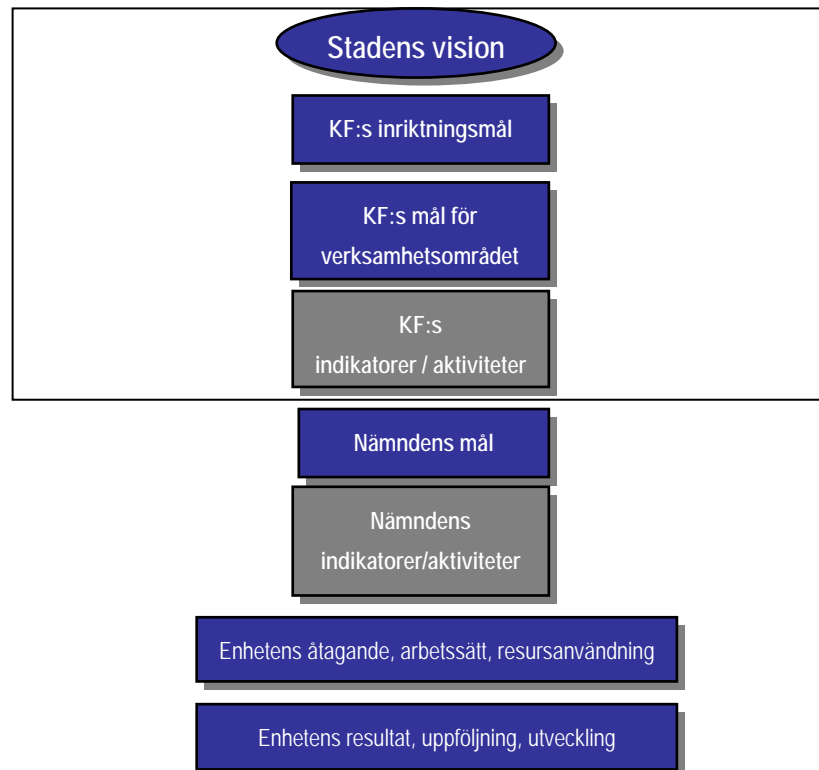 Stadens vision
KF:s inriktningsmål
KF:s mål för
verksamhetsområdet
KF:s
indikatorer / aktiviteter
Nämndens mål
Nämndens
indikatorer/aktiviteter
Enhetens åtagande, arbetssätt, resursanvändning
Enhetens resultat, uppföljning, utveckling